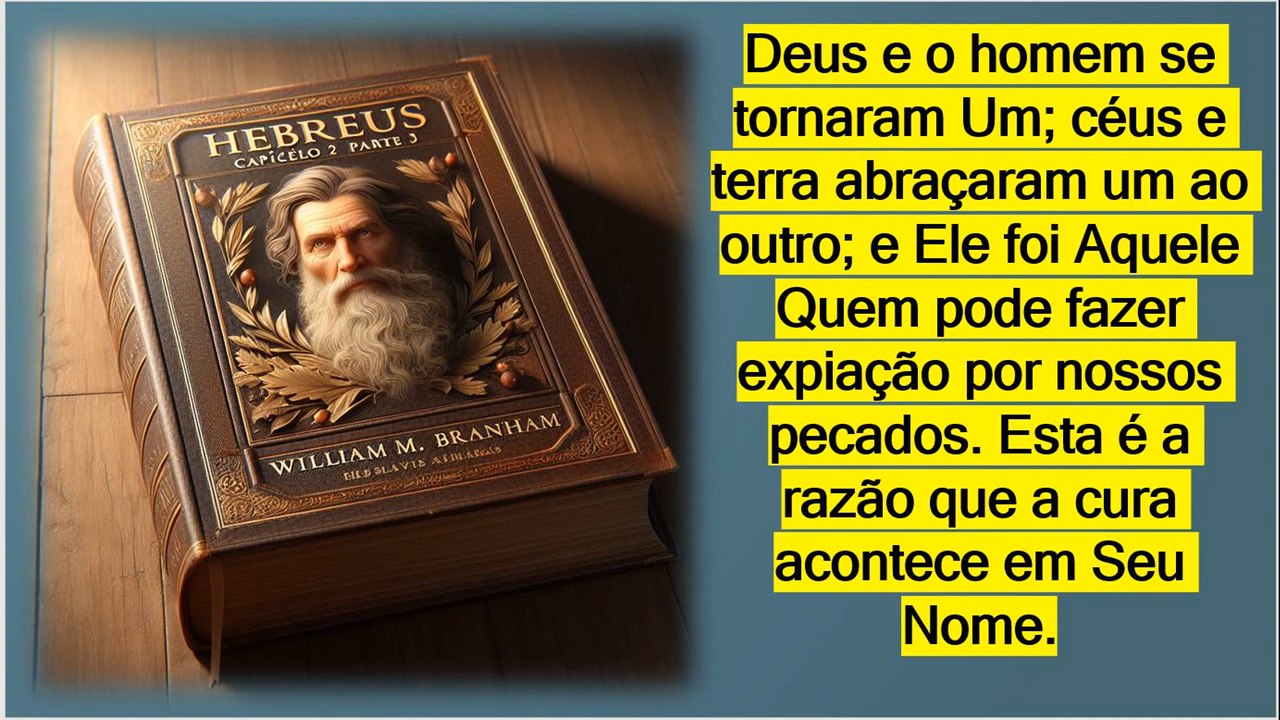 HEBREUS
CAPÍCELO 2 PARTE 3
WILLIAM M. BRANHAM
Deus e o homem se
tornaram Um; céus e
terra abraçaram um ao
outro; e Ele foi Aquele
Quem pode fazer
expiação por nossos
pecados. Esta é a
razão que a cura
acontece em Seu
Nome.